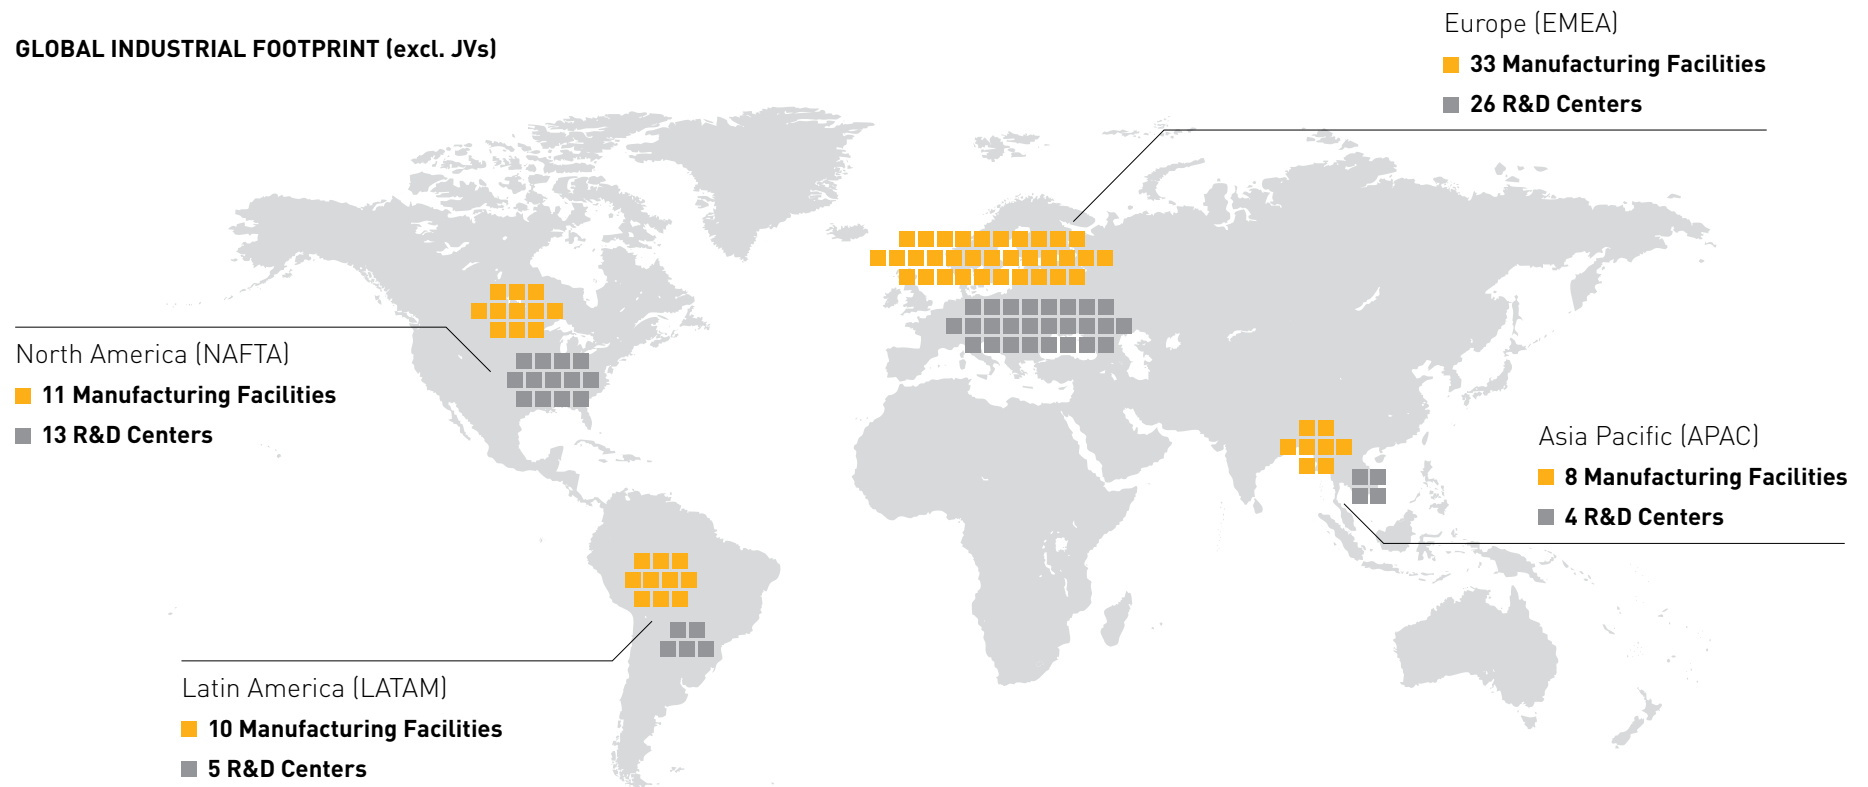 GLOBAL INDUSTRIAL FOOTPRINT (excl. JVs)
Europe (EMEA)
33 Manufacturing Facilities
26 R&D Centers
North America (NAFTA)
11 Manufacturing Facilities
13 R&D Centers
Asia Pacific (APAC)
8 Manufacturing Facilities
4 R&D Centers
Latin America (LATAM)
10 Manufacturing Facilities
5 R&D Centers